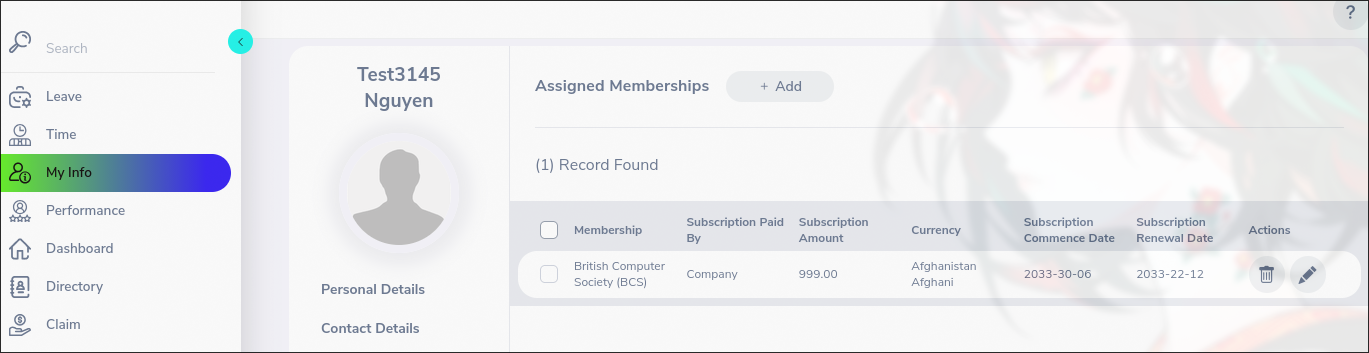 ?
Search
Leave
Time
My Info
Performance
Dashboard
Directory
Claim
Test3145
Nguyen
Personal Details
Contact Details
Assigned Memberships
+ Add
(1) Record Found
Membership
Subscription Paid
By
Subscription
Amount
Currency
Subscription
Commence Date
Subscription
Renewal Date
Actions
British Computer
Society (BCS)
Company
999.00
Afghanistan
Afghani
2033-30-06
2033-22-12